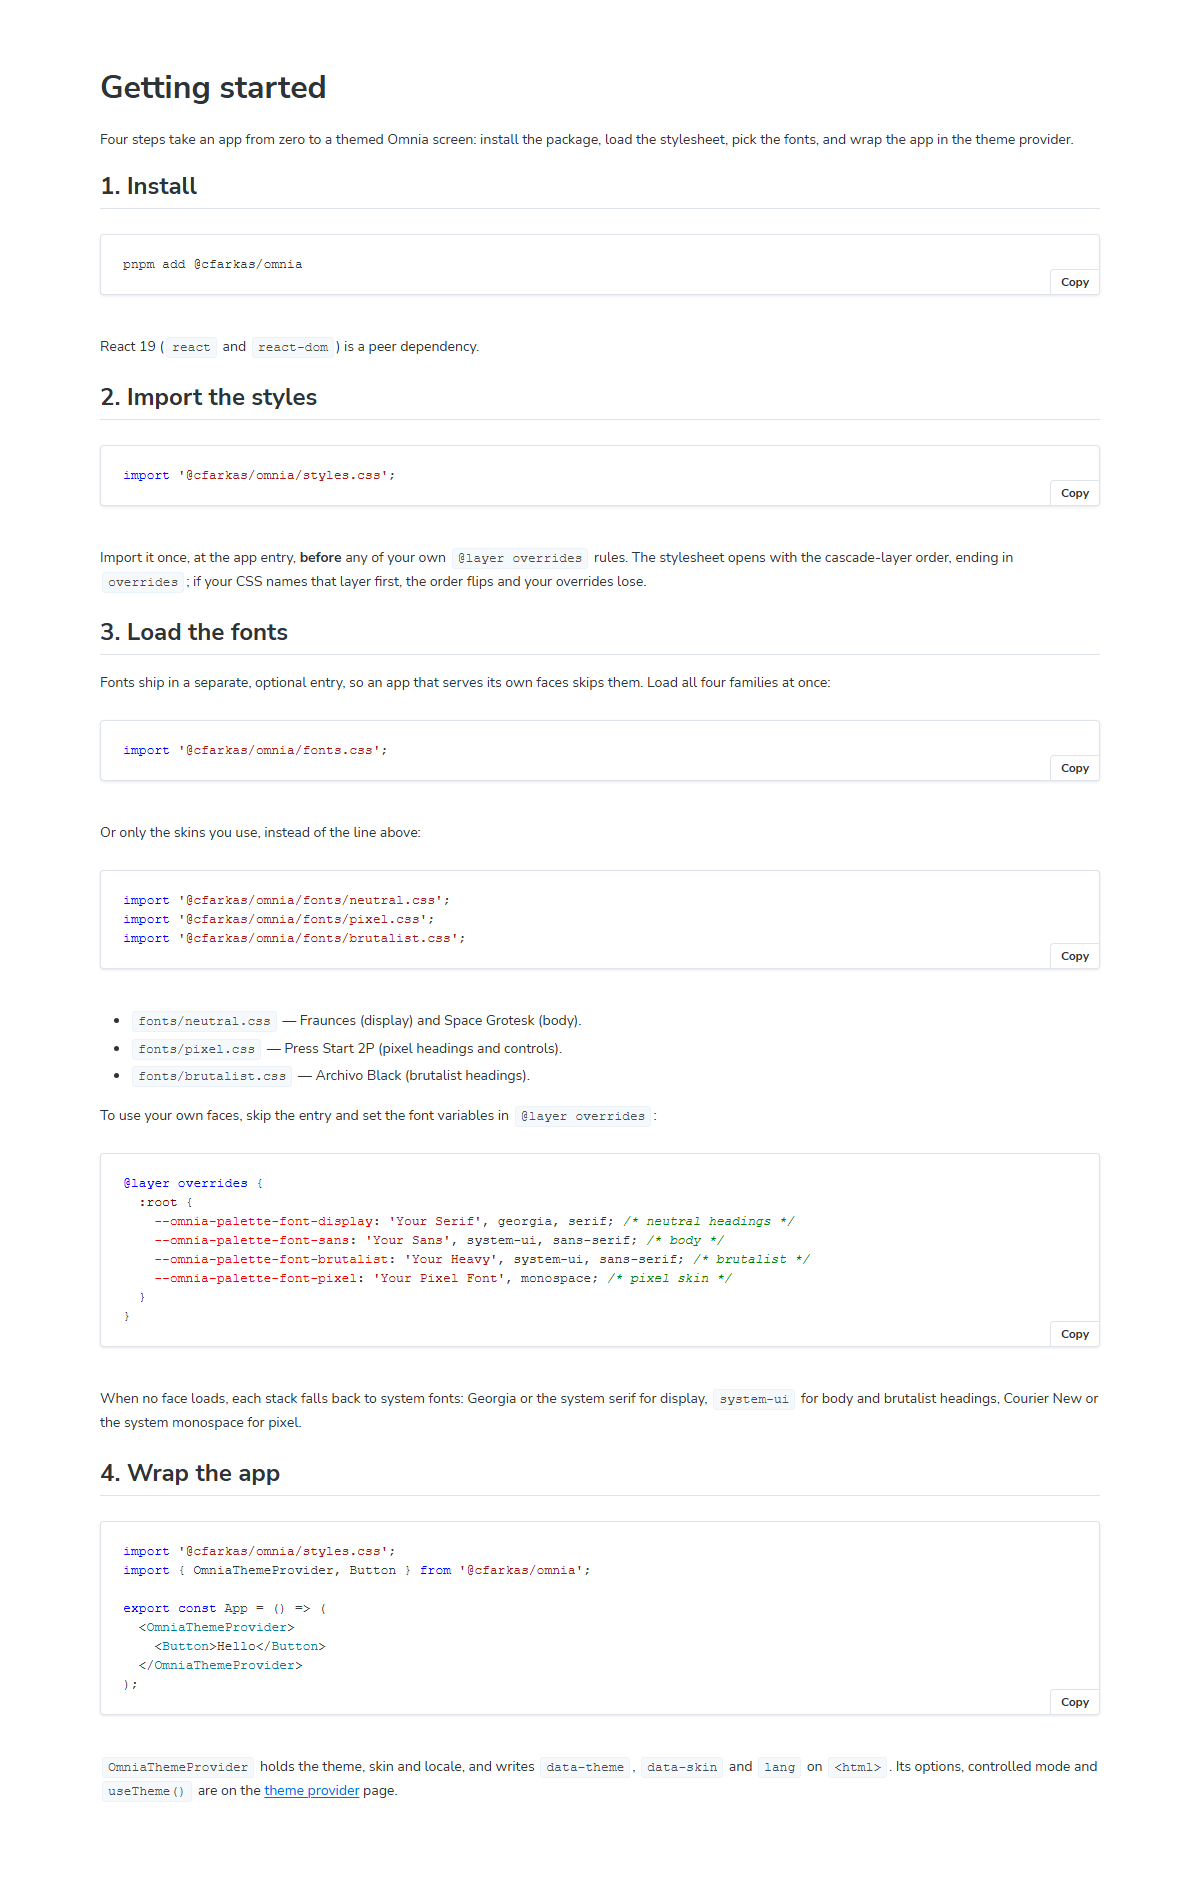 Getting started
Four steps take an app from zero to a themed Omnia screen: install the package, load the stylesheet, pick the fonts, and wrap the app in the theme provider.
1. Install
pnpm add @cfarkas/omnia
Copy
React 19 ( react and react-dom ) is a peer dependency.
2. Import the styles
import '@cfarkas/omnia/styles.css';
Copy
Import it once, at the app entry, before any of your own @layer overrides rules. The stylesheet opens with the cascade-layer order, ending in
overrides ; if your CSS names that layer first, the order flips and your overrides lose.
3. Load the fonts
Fonts ship in a separate, optional entry, so an app that serves its own faces skips them. Load all four families at once:
import '@cfarkas/omnia/fonts.css';
Copy
Or only the skins you use, instead of the line above:
import '@cfarkas/omnia/fonts/neutral.css';
import '@cfarkas/omnia/fonts/pixel.css';
import '@cfarkas/omnia/fonts/brutalist.css';
Copy
• fonts/neutral.css — Fraunces (display) and Space Grotesk (body).
• fonts/pixel.css — Press Start 2P (pixel headings and controls).
• fonts/brutalist.css — Archivo Black (brutalist headings).
To use your own faces, skip the entry and set the font variables in @layer overrides :
@layer overrides {
  :root {
    --omnia-palette-font-display: 'Your Serif', georgia, serif; /* neutral headings */
    --omnia-palette-font-sans: 'Your Sans', system-ui, sans-serif; /* body */
    --omnia-palette-font-brutalist: 'Your Heavy', system-ui, sans-serif; /* brutalist */
    --omnia-palette-font-pixel: 'Your Pixel Font', monospace; /* pixel skin */
  }
}
Copy
When no face loads, each stack falls back to system fonts: Georgia or the system serif for display, system-ui for body and brutalist headings, Courier New or
the system monospace for pixel.
4. Wrap the app
import '@cfarkas/omnia/styles.css';
import { OmniaThemeProvider, Button } from '@cfarkas/omnia';

export const App = () => (
  <OmniaThemeProvider>
    <Button>Hello</Button>
  </OmniaThemeProvider>
);
Copy
OmniaThemeProvider holds the theme, skin and locale, and writes data-theme , data-skin and lang on <html> . Its options, controlled mode and
useTheme() are on the theme provider page.